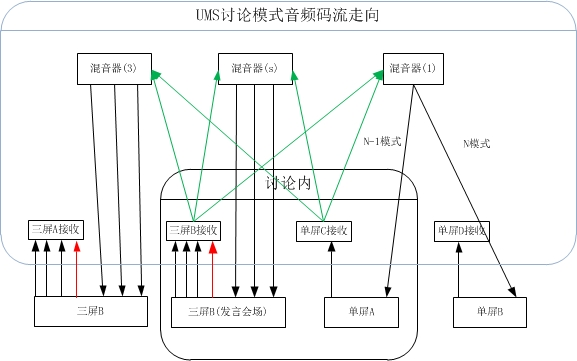 UMS讨论模式音频码流走向
混音器(3)
混音器(s)
混音器(1)
N-1模式
N模式
讨论内
三屏A接收
三屏B接收
单屏C接收
单屏D接收
三屏B
三屏B(发言会场)
单屏A
单屏B